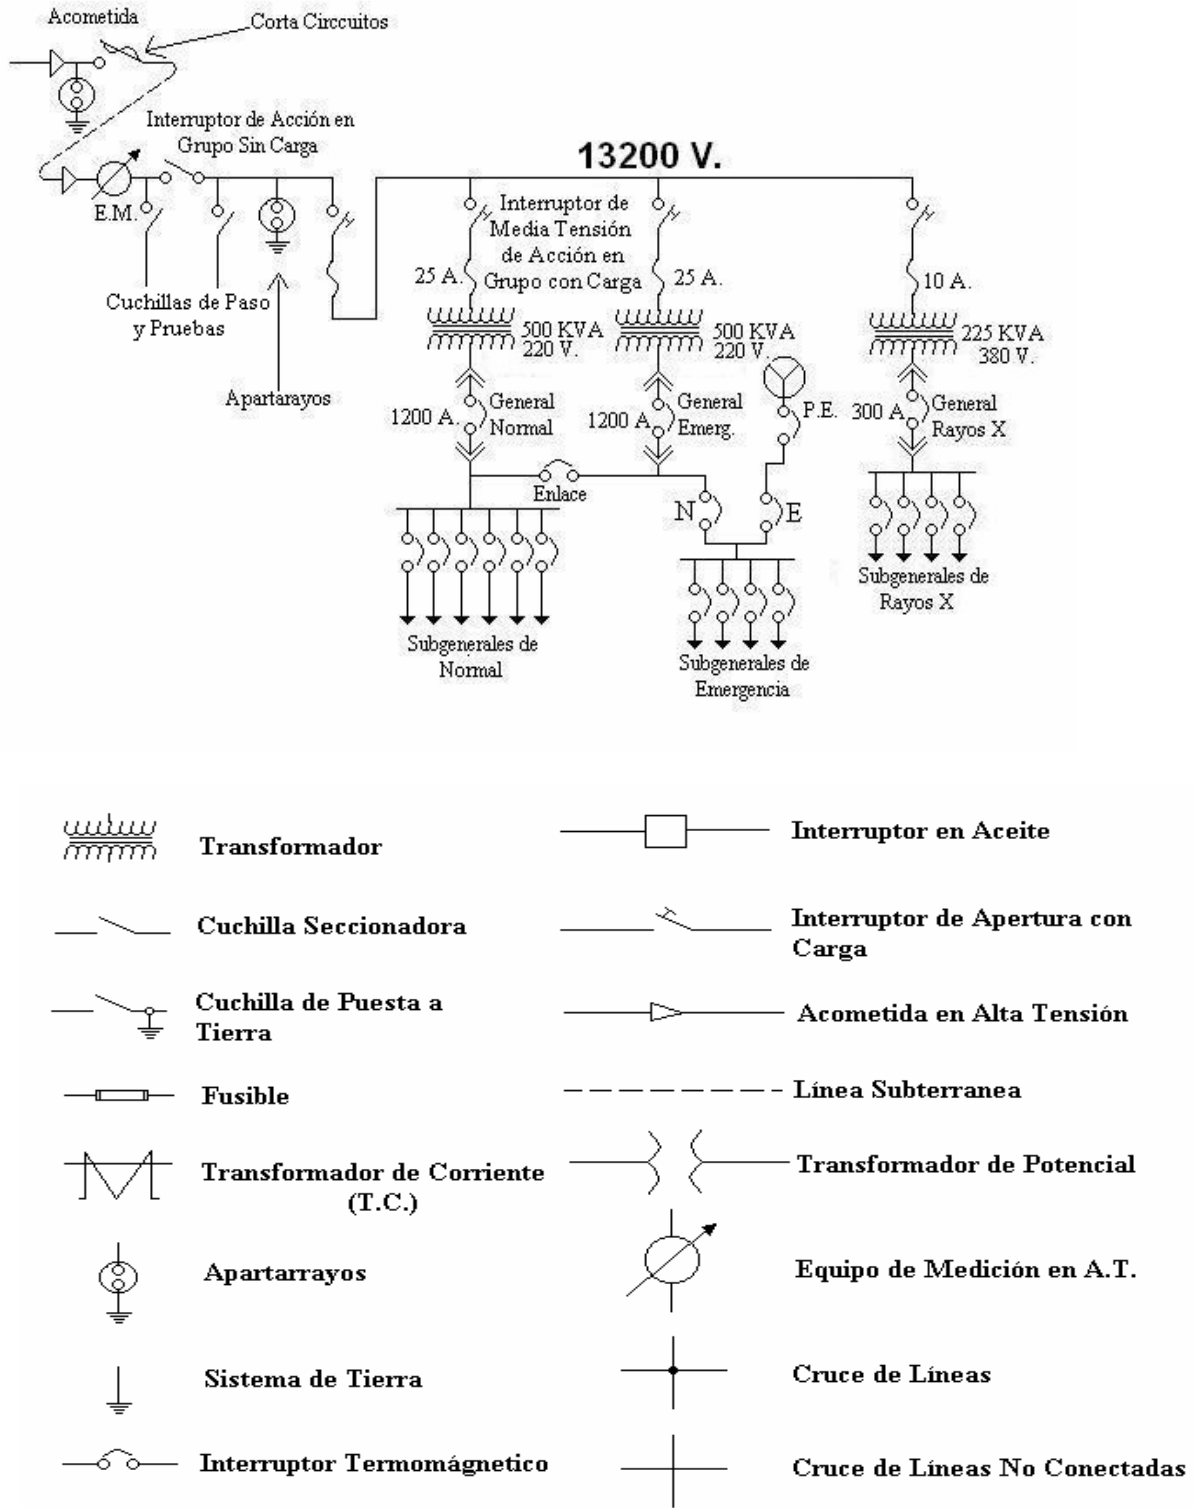 Acometida
Corta Circcuitos
Interruptor de Acción en
Grupo Sin Carga
13200 V.
E.M.
Interruptor de
Media Tensión
de Acción en
Grupo con Carga
25 A.
25 A.
10 A.
Cuchillas de Paso
y Pruebas
500 KVA
220 V.
500 KVA
220 V.
225 KVA
380 V.
Apartarayos
1200 A.
General
Normal
1200 A
General
Emerg.
P.E.
300 A
General
Rayos X
Enlace
N
E
Subgenerales de
Rayos X
Subgenerales de
Normal
Subgenerales de
Emergencia
Transformador
Interruptor en Aceite
Cuchilla Seccionadora
Interruptor de Apertura con
Carga
Cuchilla de Puesta a
Tierra
Acometida en Alta Tensión
Fusible
Línea Subterranea
Transformador de Corriente
(T.C.)
Transformador de Potencial
Apartarrayos
Equipo de Medición en A.T.
Sistema de Tierra
Cruce de Líneas
Interruptor Termomágnetico
Cruce de Líneas No Conectadas